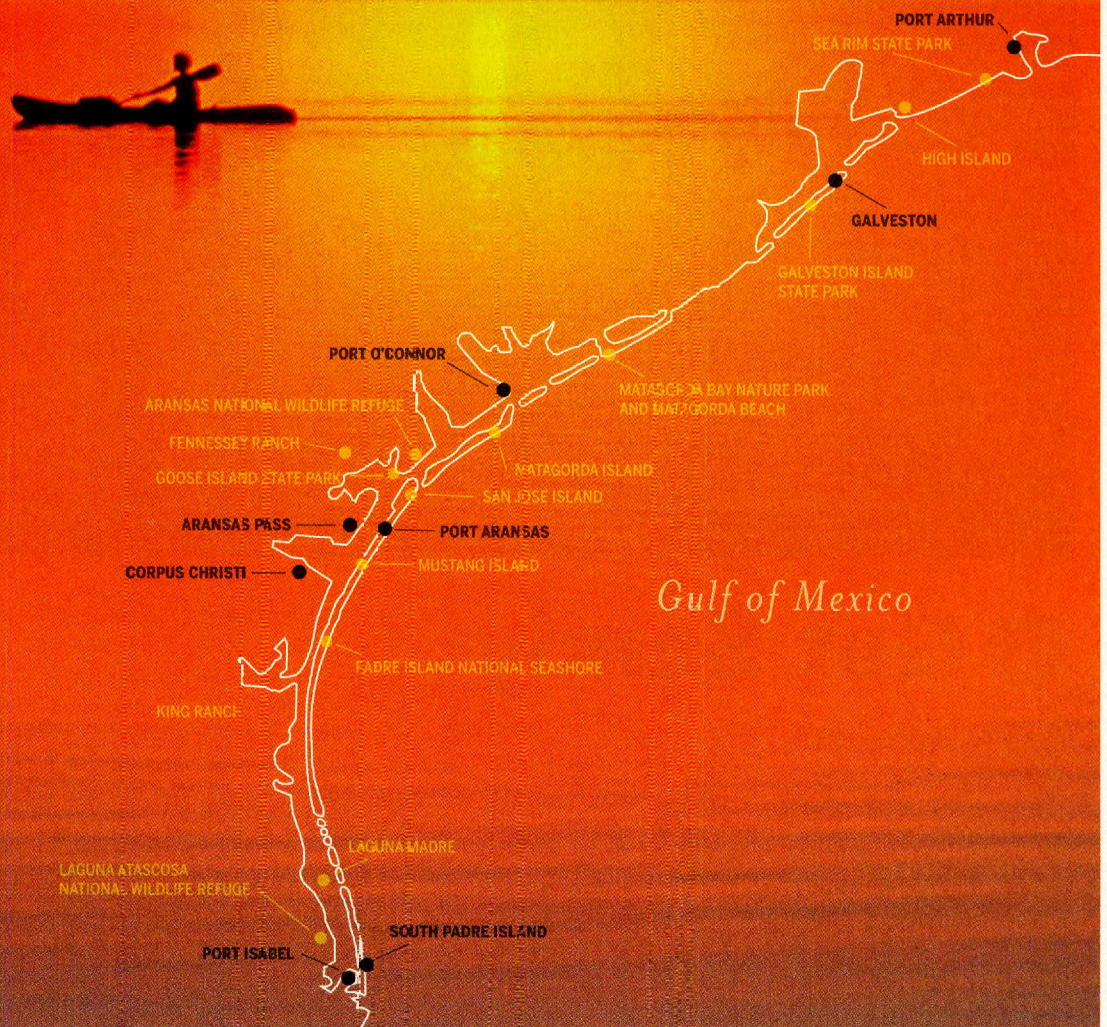 PORT ARTHUR
SEA RIM STATE PARK
HIGH ISLAND
GALVESTON
GALVESTON ISLAND
STATE PARK
PORT O'CONNOR
MATAGORDA BAY NATURE PARK
AND MATAGORDA BEACH
ARANSAS NATIONAL WILDLIFE REFUGE
FENNESSEY RANCH
GOOSE ISLAND STATE PARK
MATAGORDA ISLAND
SAN JOSE ISLAND
ARANSAS PASS
PORT ARANSAS
MUSTANG ISLAND
CORPUS CHRISTI
Gulf of Mexico
PADRE ISLAND NATIONAL SEASHORE
KING RANCH
LAGUNA MADRE
LAGUNA ATASCOSA
NATIONAL WILDLIFE REFUGE
SOUTH PADRE ISLAND
PORT ISABEL